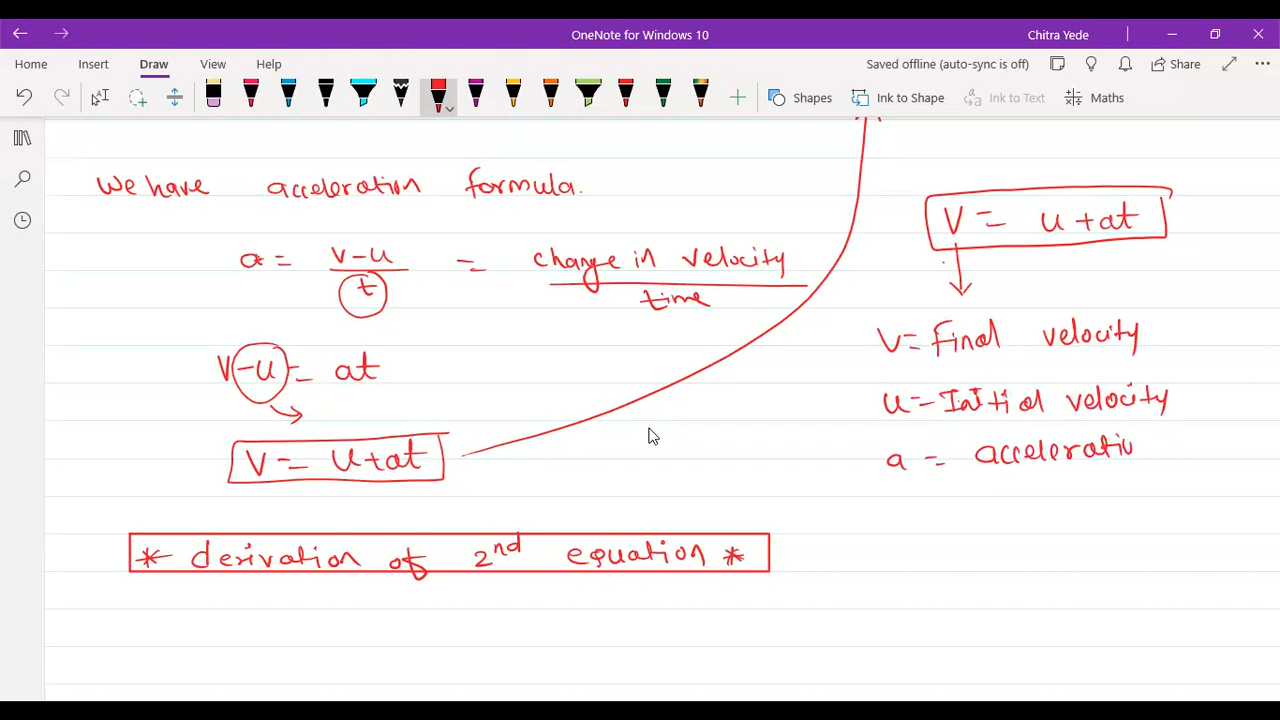 OneNote for Windows 10
Chitra Yede
Home Insert Draw View Help
Saved offline (auto-sync is off)
Share
Shapes
Ink to Shape
Ink to Text
Maths
We have acceleration formula.
a = v-u / t = change in velocity / time
V-u = at
V = u+at
V = u+at
V = Final velocity
u = Initial velocity
a = acceleratio
* derivation of 2nd equation *